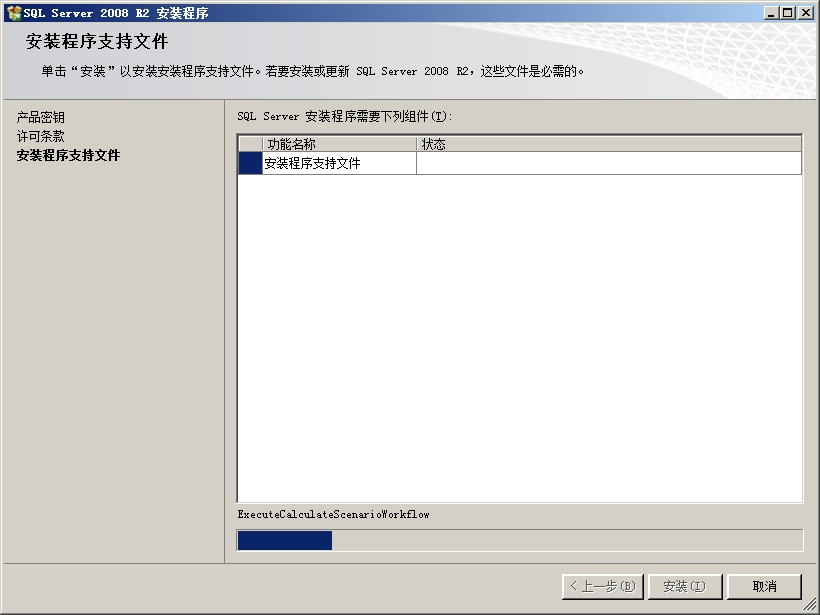 SQL Server 2008 R2 安装程序
安装程序支持文件
单击“安装”以安装安装程序支持文件。若要安装或更新 SQL Server 2008 R2，这些文件是必需的。
产品密钥
许可条款
安装程序支持文件
SQL Server 安装程序需要下列组件(T):
功能名称 状态
安装程序支持文件
ExecuteCalculateScenarioWorkflow
< 上一步(B) 安装(I) 取消